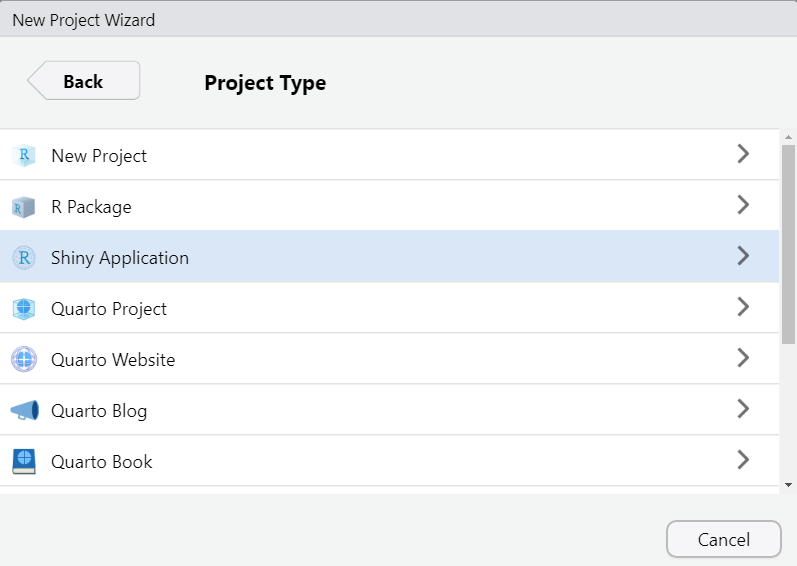 New Project Wizard
Back
Project Type
R New Project
R R Package
R Shiny Application
Quarto Project
Quarto Website
Quarto Blog
Quarto Book
Cancel